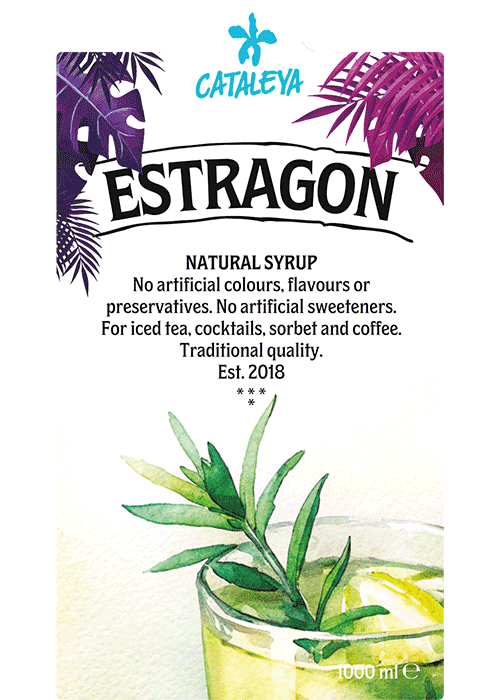 CATALEYA
ESTRAGON
NATURAL SYRUP
No artificial colours, flavours or
preservatives. No artificial sweeteners.
For iced tea, cocktails, sorbet and coffee.
Traditional quality.
Est. 2018
***
*
1000 ml ℮